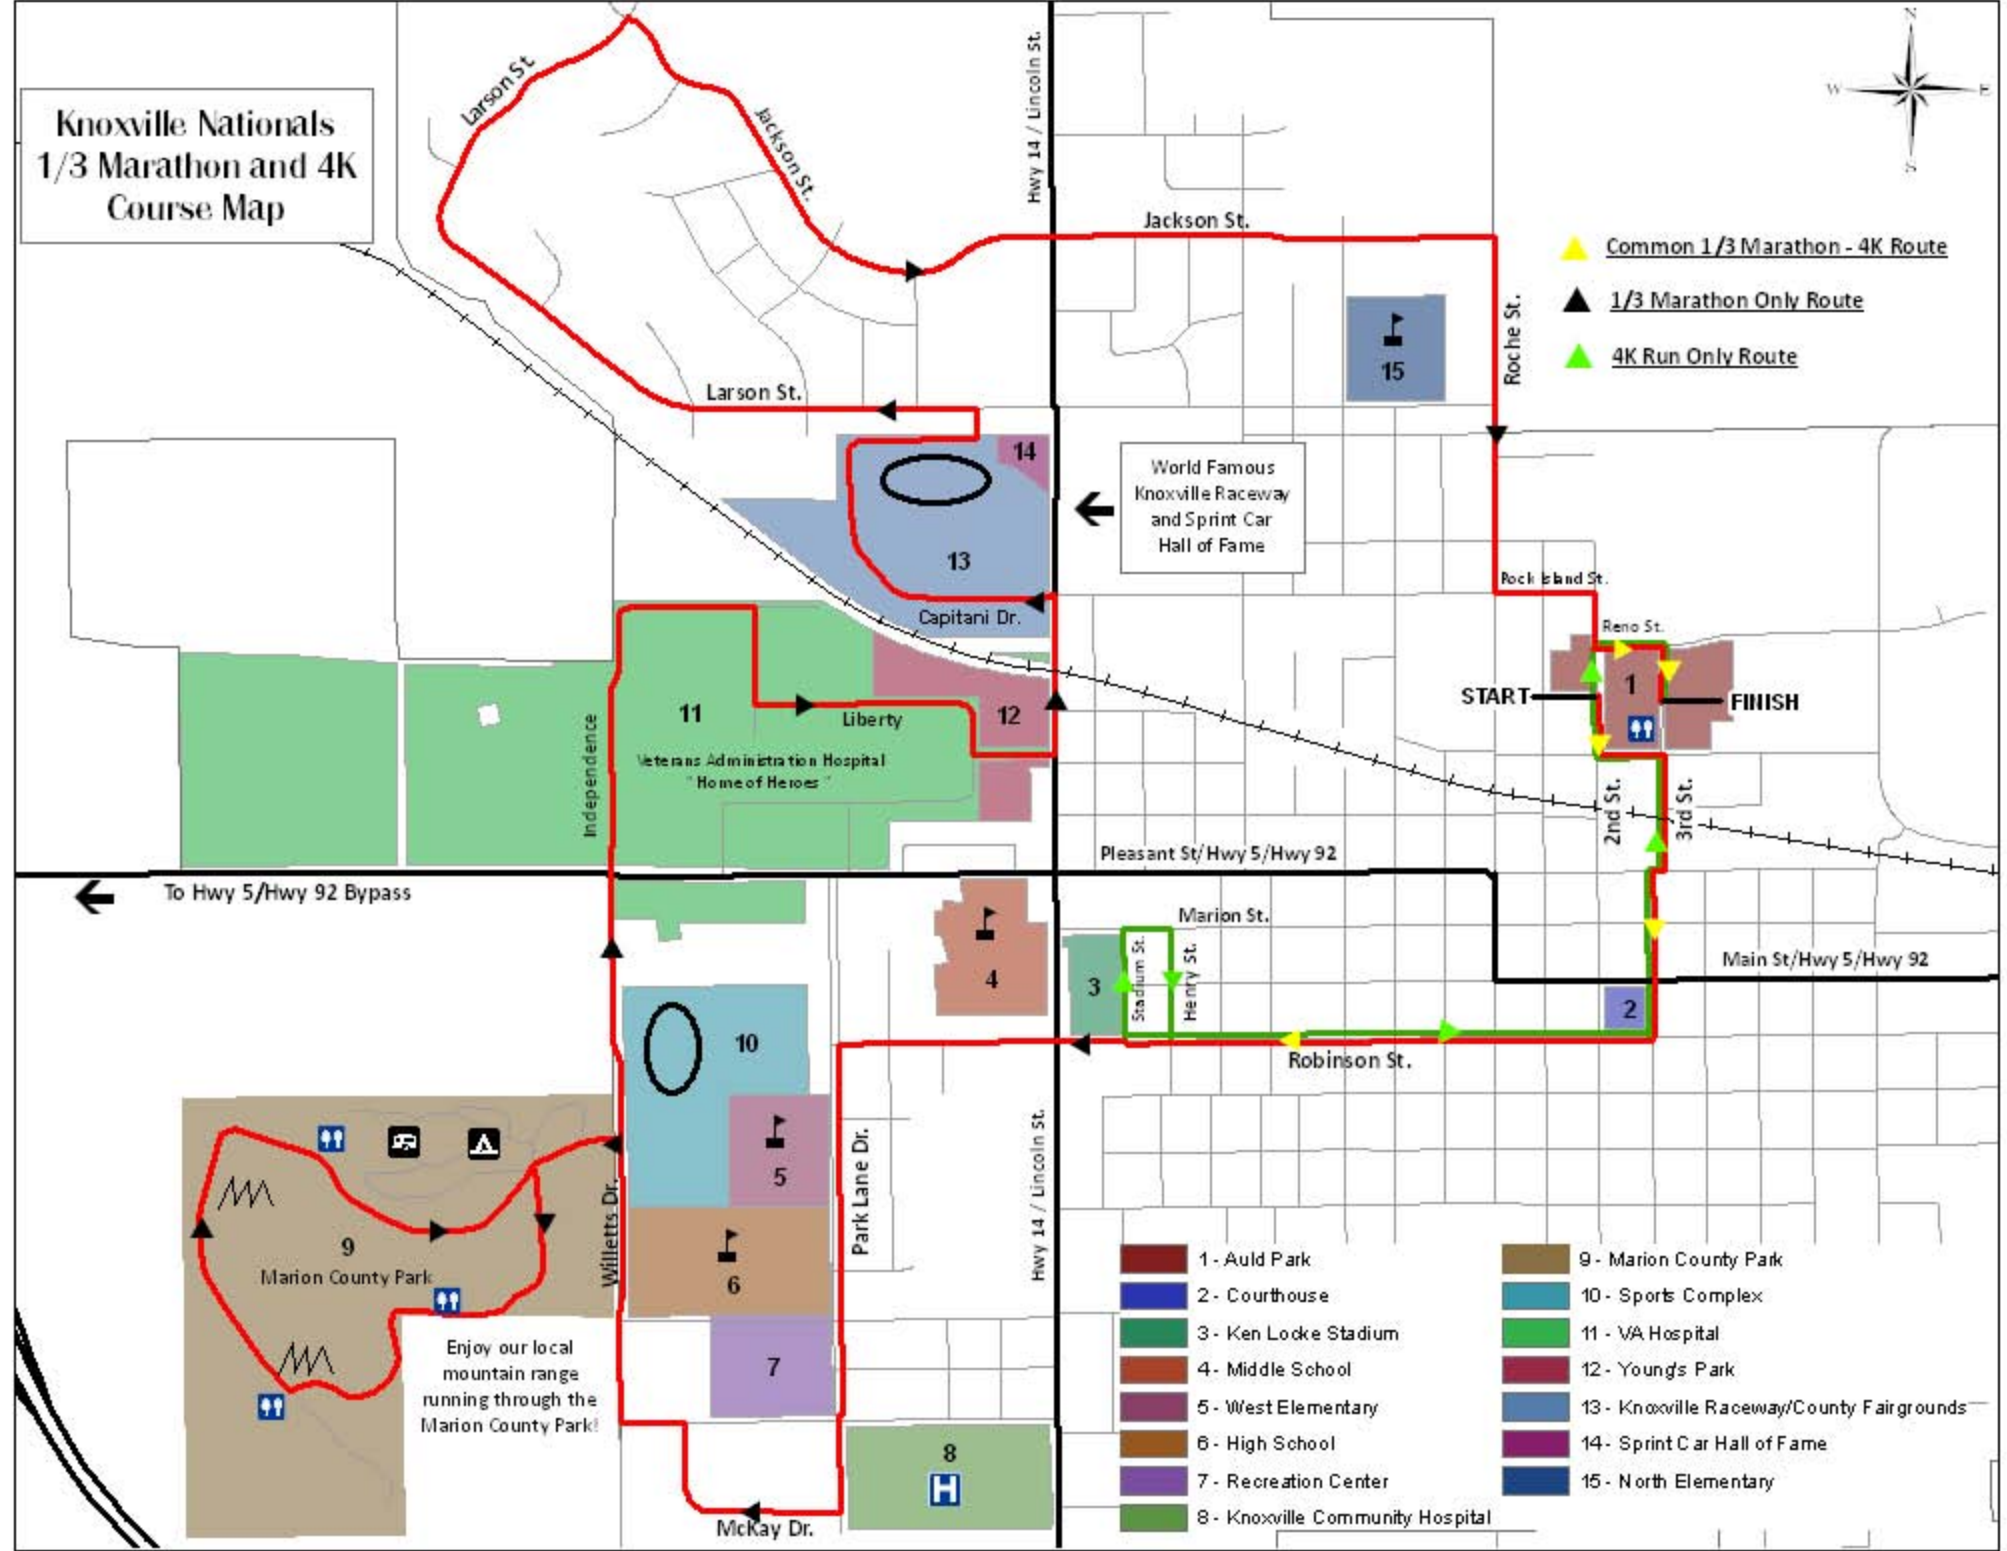 Knoxville Nationals
1/3 Marathon and 4K
Course Map
N
W
E
S
Larson St.
Jackson St.
Hwy 14 / Lincoln St.
Jackson St.
Common 1/3 Marathon - 4K Route
1/3 Marathon Only Route
4K Run Only Route
Roche St.
15
Larson St.
14
13
World Famous
Knoxville Raceway
and Sprint Car
Hall of Fame
Capitani Dr.
Rock Island St.
Reno St.
START
1
FINISH
Independence
11
Liberty
12
Veterans Administration Hospital
"Home of Heroes"
2nd St.
3rd St.
Pleasant St/Hwy 5/Hwy 92
To Hwy 5/Hwy 92 Bypass
Marion St.
Stadium St.
Henry St.
Main St/Hwy 5/Hwy 92
4
3
2
Robinson St.
10
5
6
7
Willetts Dr.
Park Lane Dr.
Hwy 14 / Lincoln St.
9
Marion County Park
Enjoy our local
mountain range
running through the
Marion County Park!
8
H
McKay Dr.
1 - Auld Park
2 - Courthouse
3 - Ken Locke Stadium
4 - Middle School
5 - West Elementary
6 - High School
7 - Recreation Center
8 - Knoxville Community Hospital
9 - Marion County Park
10 - Sports Complex
11 - VA Hospital
12 - Young's Park
13 - Knoxville Raceway/County Fairgrounds
14 - Sprint Car Hall of Fame
15 - North Elementary